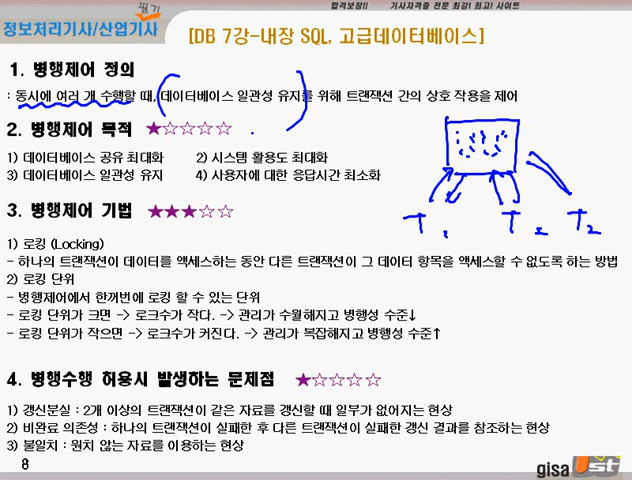 합격보장!! 기사자격증 전문 최강! 최고! 사이트
필기
정보처리기사/산업기사
[DB 7강-내장 SQL, 고급데이터베이스]
1. 병행제어 정의
: 동시에 여러 개 수행할 때, 데이터베이스 일관성 유지를 위해 트랜잭션 간의 상호 작용을 제어
2. 병행제어 목적 ★☆☆☆☆
1) 데이터베이스 공유 최대화 2) 시스템 활용도 최대화
3) 데이터베이스 일관성 유지 4) 사용자에 대한 응답시간 최소화
T1 T2 T2
3. 병행제어 기법 ★★★☆☆
1) 로킹 (Locking)
- 하나의 트랜잭션이 데이터를 액세스하는 동안 다른 트랜잭션이 그 데이터 항목을 액세스할 수 없도록 하는 방법
2) 로킹 단위
- 병행제어에서 한꺼번에 로킹 할 수 있는 단위
- 로킹 단위가 크면 -> 로크수가 작다. -> 관리가 수월해지고 병행성 수준↓
- 로킹 단위가 작으면 -> 로크수가 커진다. -> 관리가 복잡해지고 병행성 수준↑
4. 병행수행 허용시 발생하는 문제점 ★☆☆☆☆
1) 갱신분실 : 2개 이상의 트랜잭션이 같은 자료를 갱신할 때 일부가 없어지는 현상
2) 비완료 의존성 : 하나의 트랜잭션이 실패한 후 다른 트랜잭션이 실패한 갱신 결과를 참조하는 현상
3) 불일치 : 원치 않는 자료를 이용하는 현상
8
gisa